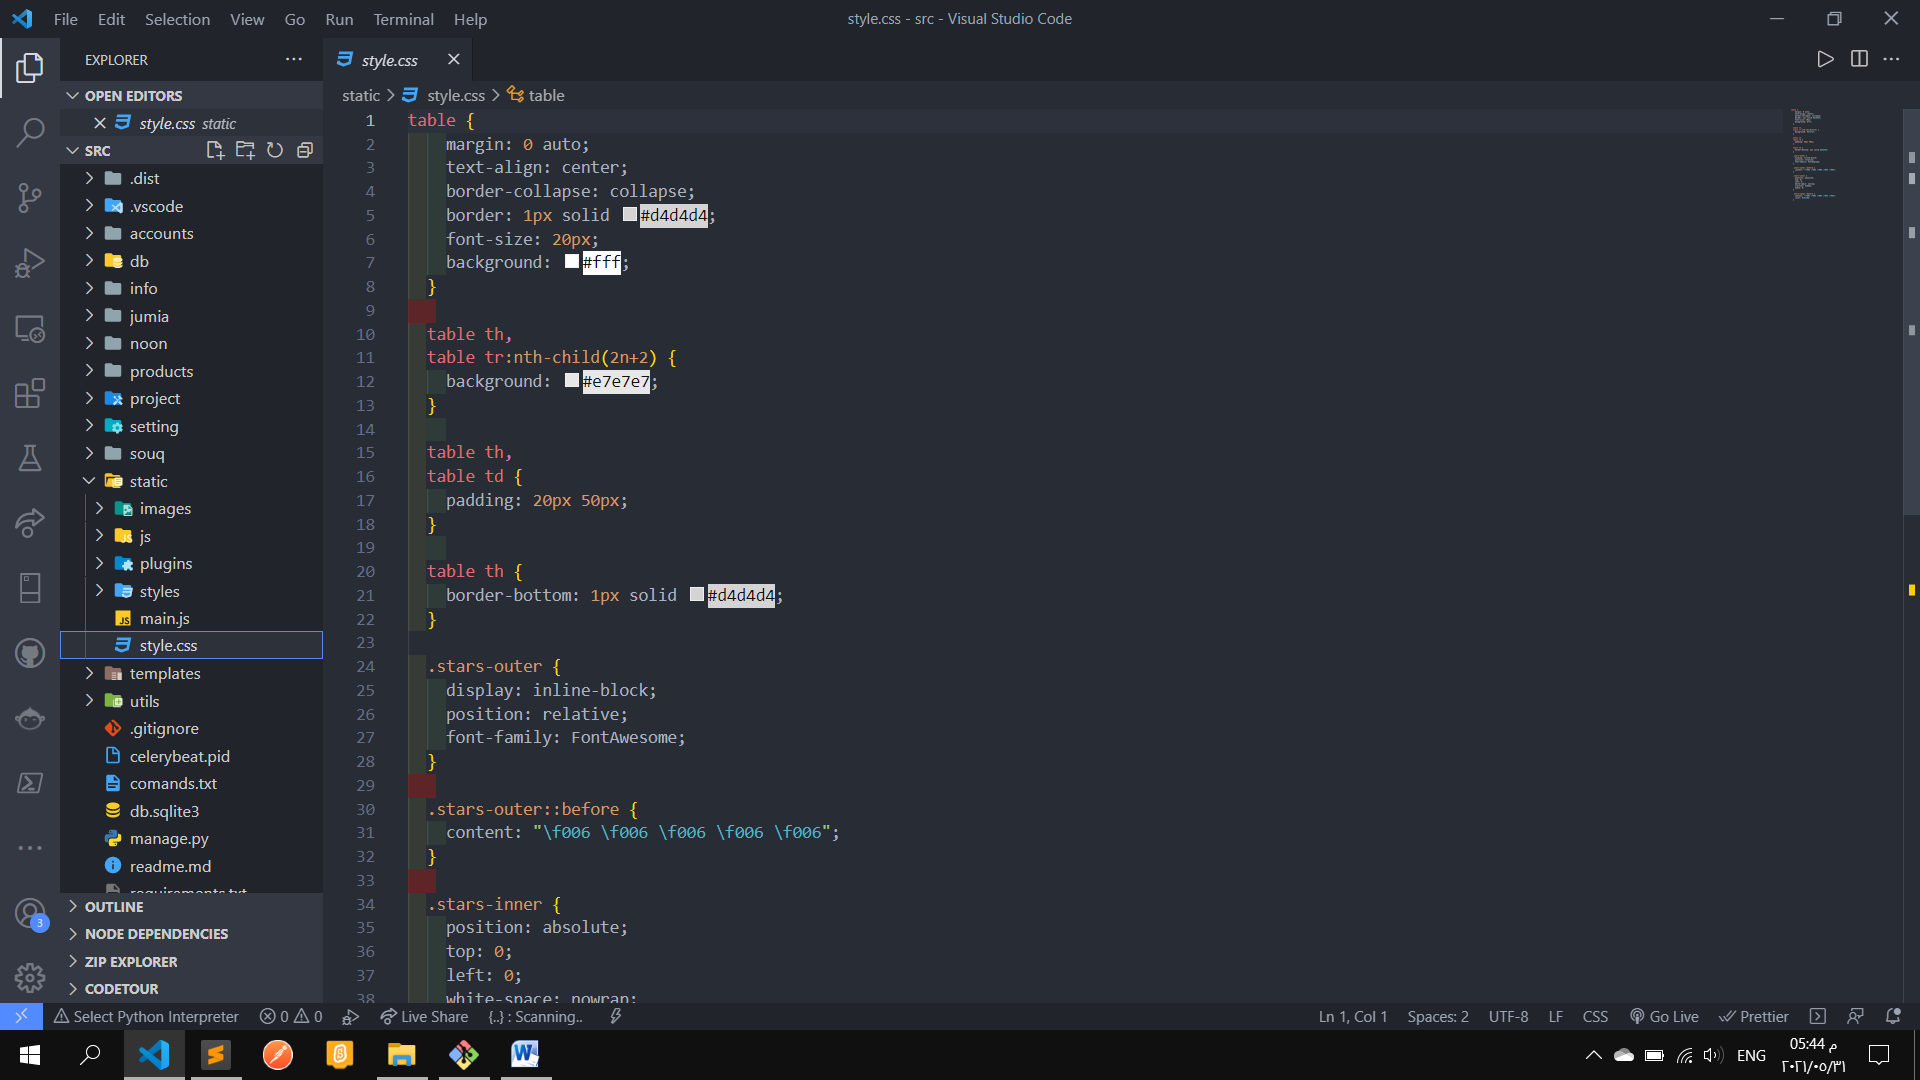 File Edit Selection View Go Run Terminal Help
style.css - src - Visual Studio Code
EXPLORER
OPEN EDITORS
style.css static
SRC
.dist
.vscode
accounts
db
info
jumia
noon
products
project
setting
souq
static
images
js
plugins
styles
main.js
style.css
templates
utils
.gitignore
celerybeat.pid
comands.txt
db.sqlite3
manage.py
readme.md
requirements.txt
OUTLINE
NODE DEPENDENCIES
ZIP EXPLORER
CODETOUR
3
style.css
static > style.css > table
1 table {
2 margin: 0 auto;
3 text-align: center;
4 border-collapse: collapse;
5 border: 1px solid #d4d4d4;
6 font-size: 20px;
7 background: #fff;
8 }
9
10 table th,
11 table tr:nth-child(2n+2) {
12 background: #e7e7e7;
13 }
14
15 table th,
16 table td {
17 padding: 20px 50px;
18 }
19
20 table th {
21 border-bottom: 1px solid #d4d4d4;
22 }
23
24 .stars-outer {
25 display: inline-block;
26 position: relative;
27 font-family: FontAwesome;
28 }
29
30 .stars-outer::before {
31 content: "\f006 \f006 \f006 \f006 \f006";
32 }
33
34 .stars-inner {
35 position: absolute;
36 top: 0;
37 left: 0;
38 white-space: nowrap;
Select Python Interpreter 0 0 Live Share {..} : Scanning.. Ln 1, Col 1 Spaces: 2 UTF-8 LF CSS Go Live Prettier
ENG
05:44 م
٢٠٢١/٠٥/٣١